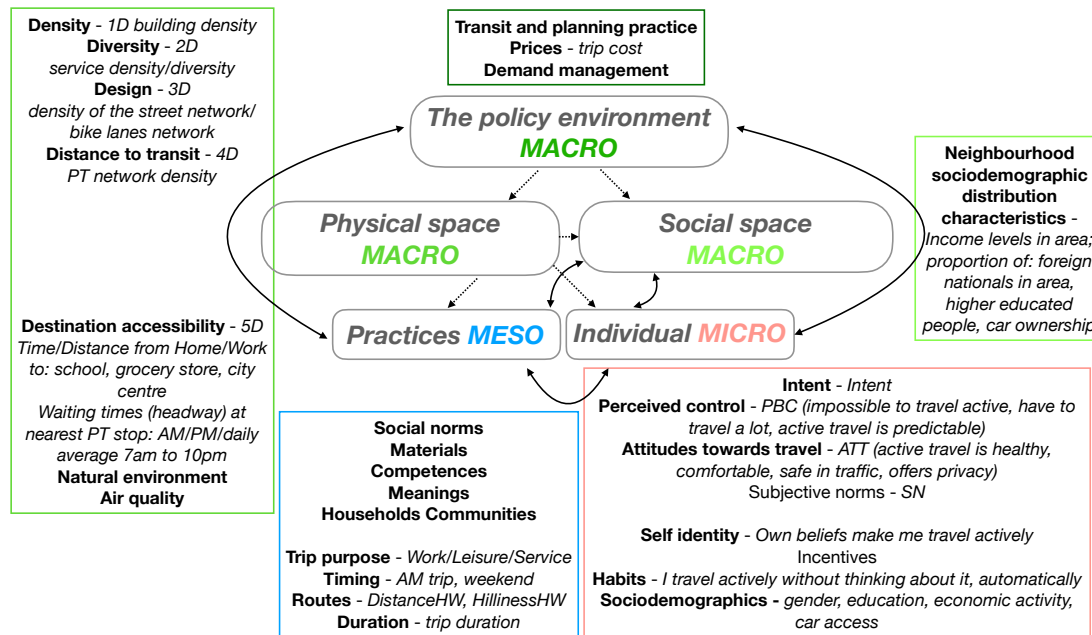 Density - 1D building density
Diversity - 2D
service density/diversity
Design - 3D
density of the street network/
bike lanes network
Distance to transit - 4D
PT network density
Destination accessibility - 5D
Time/Distance from Home/Work
to: school, grocery store, city
centre
Waiting times (headway) at
nearest PT stop: AM/PM/daily
average 7am to 10pm
Natural environment
Air quality
Transit and planning practice
Prices - trip cost
Demand management
The policy environment
MACRO
Physical space
MACRO
Social space
MACRO
Practices MESO
Individual MICRO
Neighbourhood
sociodemographic
distribution
characteristics -
Income levels in area;
proportion of: foreign
nationals in area,
higher educated
people, car ownership
Social norms
Materials
Competences
Meanings
Households Communities
Trip purpose - Work/Leisure/Service
Timing - AM trip, weekend
Routes - DistanceHW, HillinessHW
Duration - trip duration
Intent - Intent
Perceived control - PBC (impossible to travel active, have to
travel a lot, active travel is predictable)
Attitudes towards travel - ATT (active travel is healthy,
comfortable, safe in traffic, offers privacy)
Subjective norms - SN
Self identity - Own beliefs make me travel actively
Incentives
Habits - I travel actively without thinking about it, automatically
Sociodemographics - gender, education, economic activity,
car access